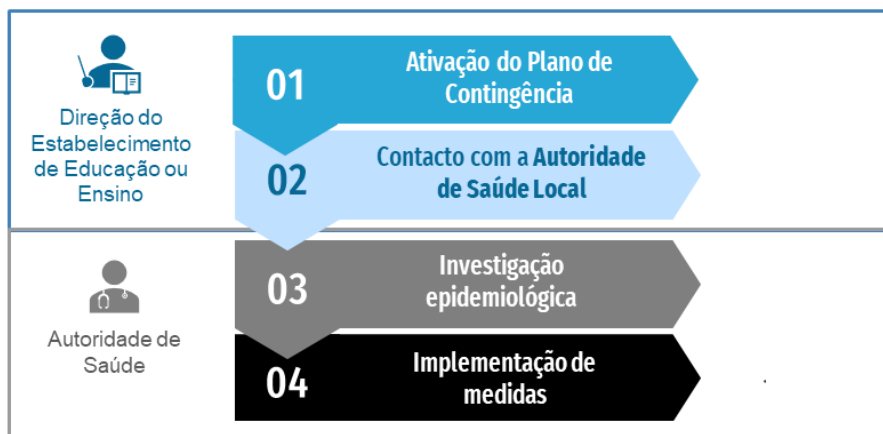 Direção do
Estabelecimento
de Educação ou
Ensino
01
Ativação do Plano de
Contingência
02
Contacto com a Autoridade
de Saúde Local
Autoridade de
Saúde
03
Investigação
epidemiológica
04
Implementação de
medidas
.